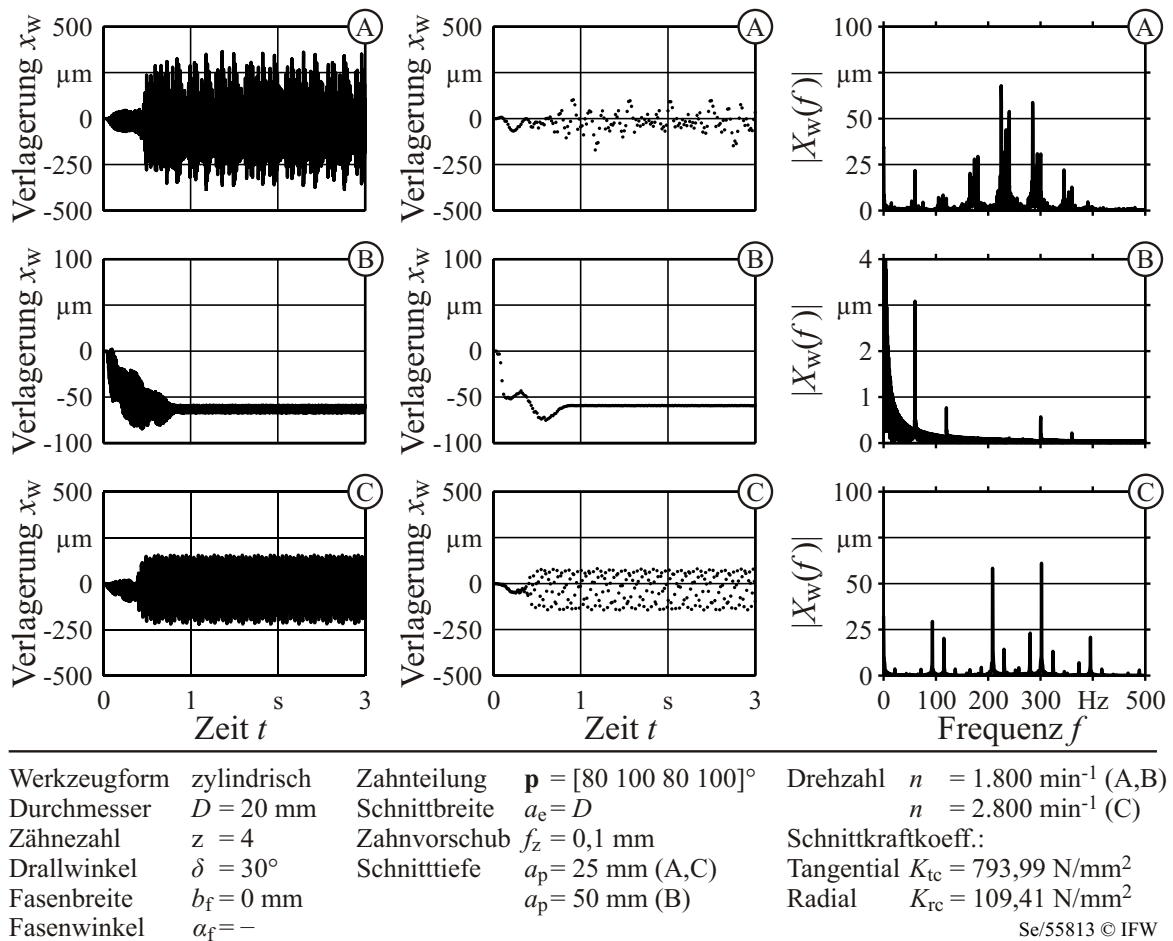 500
µm
0
-250
-500
Verlagerung xw
A
500
µm
0
-250
-500
Verlagerung xw
A
100
µm
50
25
0
|Xw(f)|
A
100
µm
0
-50
-100
Verlagerung xw
B
100
µm
0
-50
-100
Verlagerung xw
B
4
µm
2
1
0
|Xw(f)|
B
500
µm
0
-250
-500
Verlagerung xw
C
0 1 s 3
Zeit t
500
µm
0
-250
-500
Verlagerung xw
C
0 1 s 3
Zeit t
100
µm
50
25
0
|Xw(f)|
C
0 100 200 300 Hz 500
Frequenz f
Werkzeugform zylindrisch Zahnteilung p = [80 100 80 100]° Drehzahl n = 1.800 min-1 (A,B)
Durchmesser D = 20 mm Schnittbreite ae = D n = 2.800 min-1 (C)
Zähnezahl z = 4 Zahnvorschub fz = 0,1 mm Schnittkraftkoeff.:
Drallwinkel δ = 30° Schnitttiefe ap = 25 mm (A,C) Tangential Ktc = 793,99 N/mm2
Fasenbreite bf = 0 mm ap = 50 mm (B) Radial Krc = 109,41 N/mm2
Fasenwinkel αf = – Se/55813 © IFW